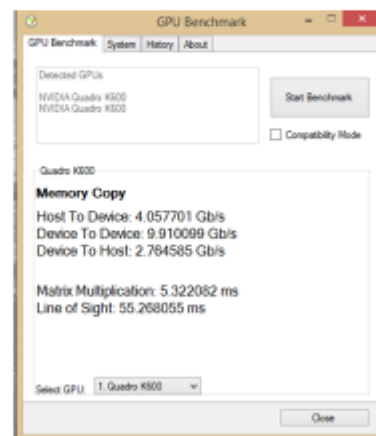 GPU Benchmark
GPU Benchmark System History About
Detected GPUs
NVIDIA Quadro K600
NVIDIA Quadro K600
Start Benchmark
Compatibility Mode
Quadro K600
Memory Copy
Host To Device: 4.057701 Gb/s
Device To Device: 9.910099 Gb/s
Device To Host: 2.764585 Gb/s
Matrix Multiplication: 5.322082 ms
Line of Sight: 55.268055 ms
Select GPU: 1. Quadro K600
Close